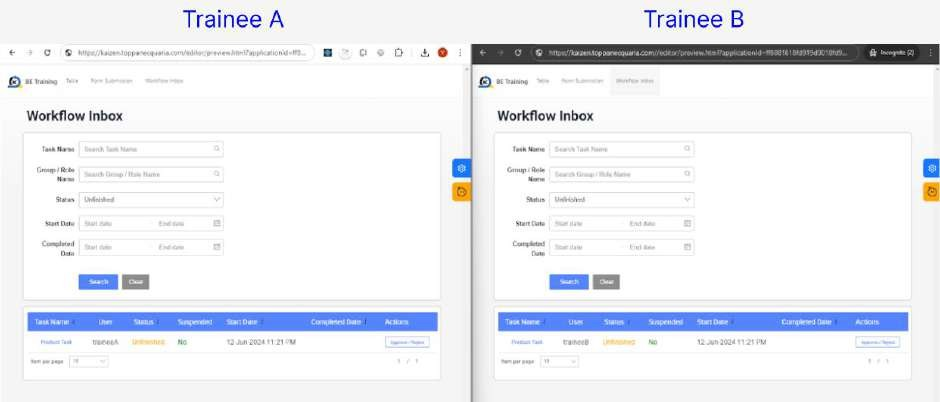 Trainee A
Trainee B
https://kaizen.toppanecquaria.com/editor/preview.html?applicationId=ff8...
BE Training Table Form Submission Workflow Inbox
Workflow Inbox
Task Name Search Task Name
Group / Role Name Search Group / Role Name
Status Unfinished
Start Date Start date End date
Completed Date Start date End date
Search Clear
Task Name User Status Suspended Start Date Completed Date Actions
Product Task traineeA Unfinished No 12-Jun-2024 11:21 PM Approve / Reject
Item per page 10 1 / 1
Incognito (2)
BE Training Table Form Submission Workflow Inbox
Workflow Inbox
Task Name Search Task Name
Group / Role Name Search Group / Role Name
Status Unfinished
Start Date Start date End date
Completed Date Start date End date
Search Clear
Task Name User Status Suspended Start Date Completed Date Actions
Product Task traineeB Unfinished No 12-Jun-2024 11:21 PM Approve / Reject
Item per page 10 1 / 1